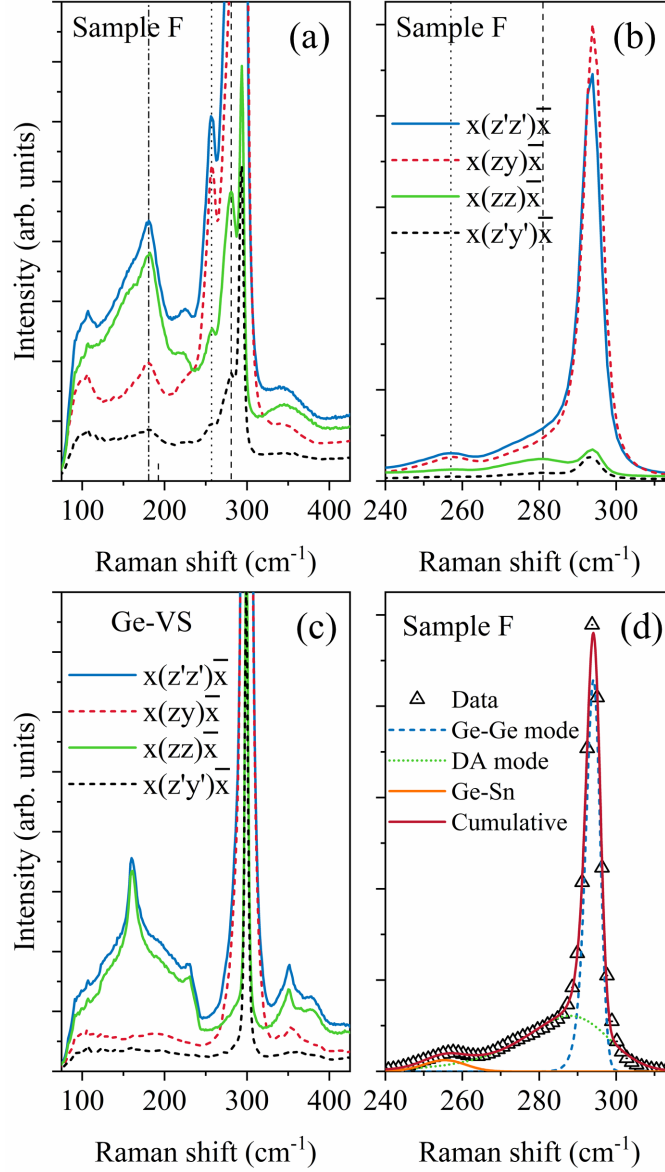 Sample F
(a)
Intensity (arb. units)
100 200 300 400
Raman shift (cm⁻¹)
Sample F
(b)
x(z'z')x̅
x(zy)x̅
x(zz)x̅
x(z'y')x̅
240 260 280 300
Raman shift (cm⁻¹)
Ge-VS
(c)
x(z'z')x̅
x(zy)x̅
x(zz)x̅
x(z'y')x̅
Intensity (arb. units)
100 200 300 400
Raman shift (cm⁻¹)
Sample F
(d)
Data
Ge-Ge mode
DA mode
Ge-Sn
Cumulative
240 260 280 300
Raman shift (cm⁻¹)